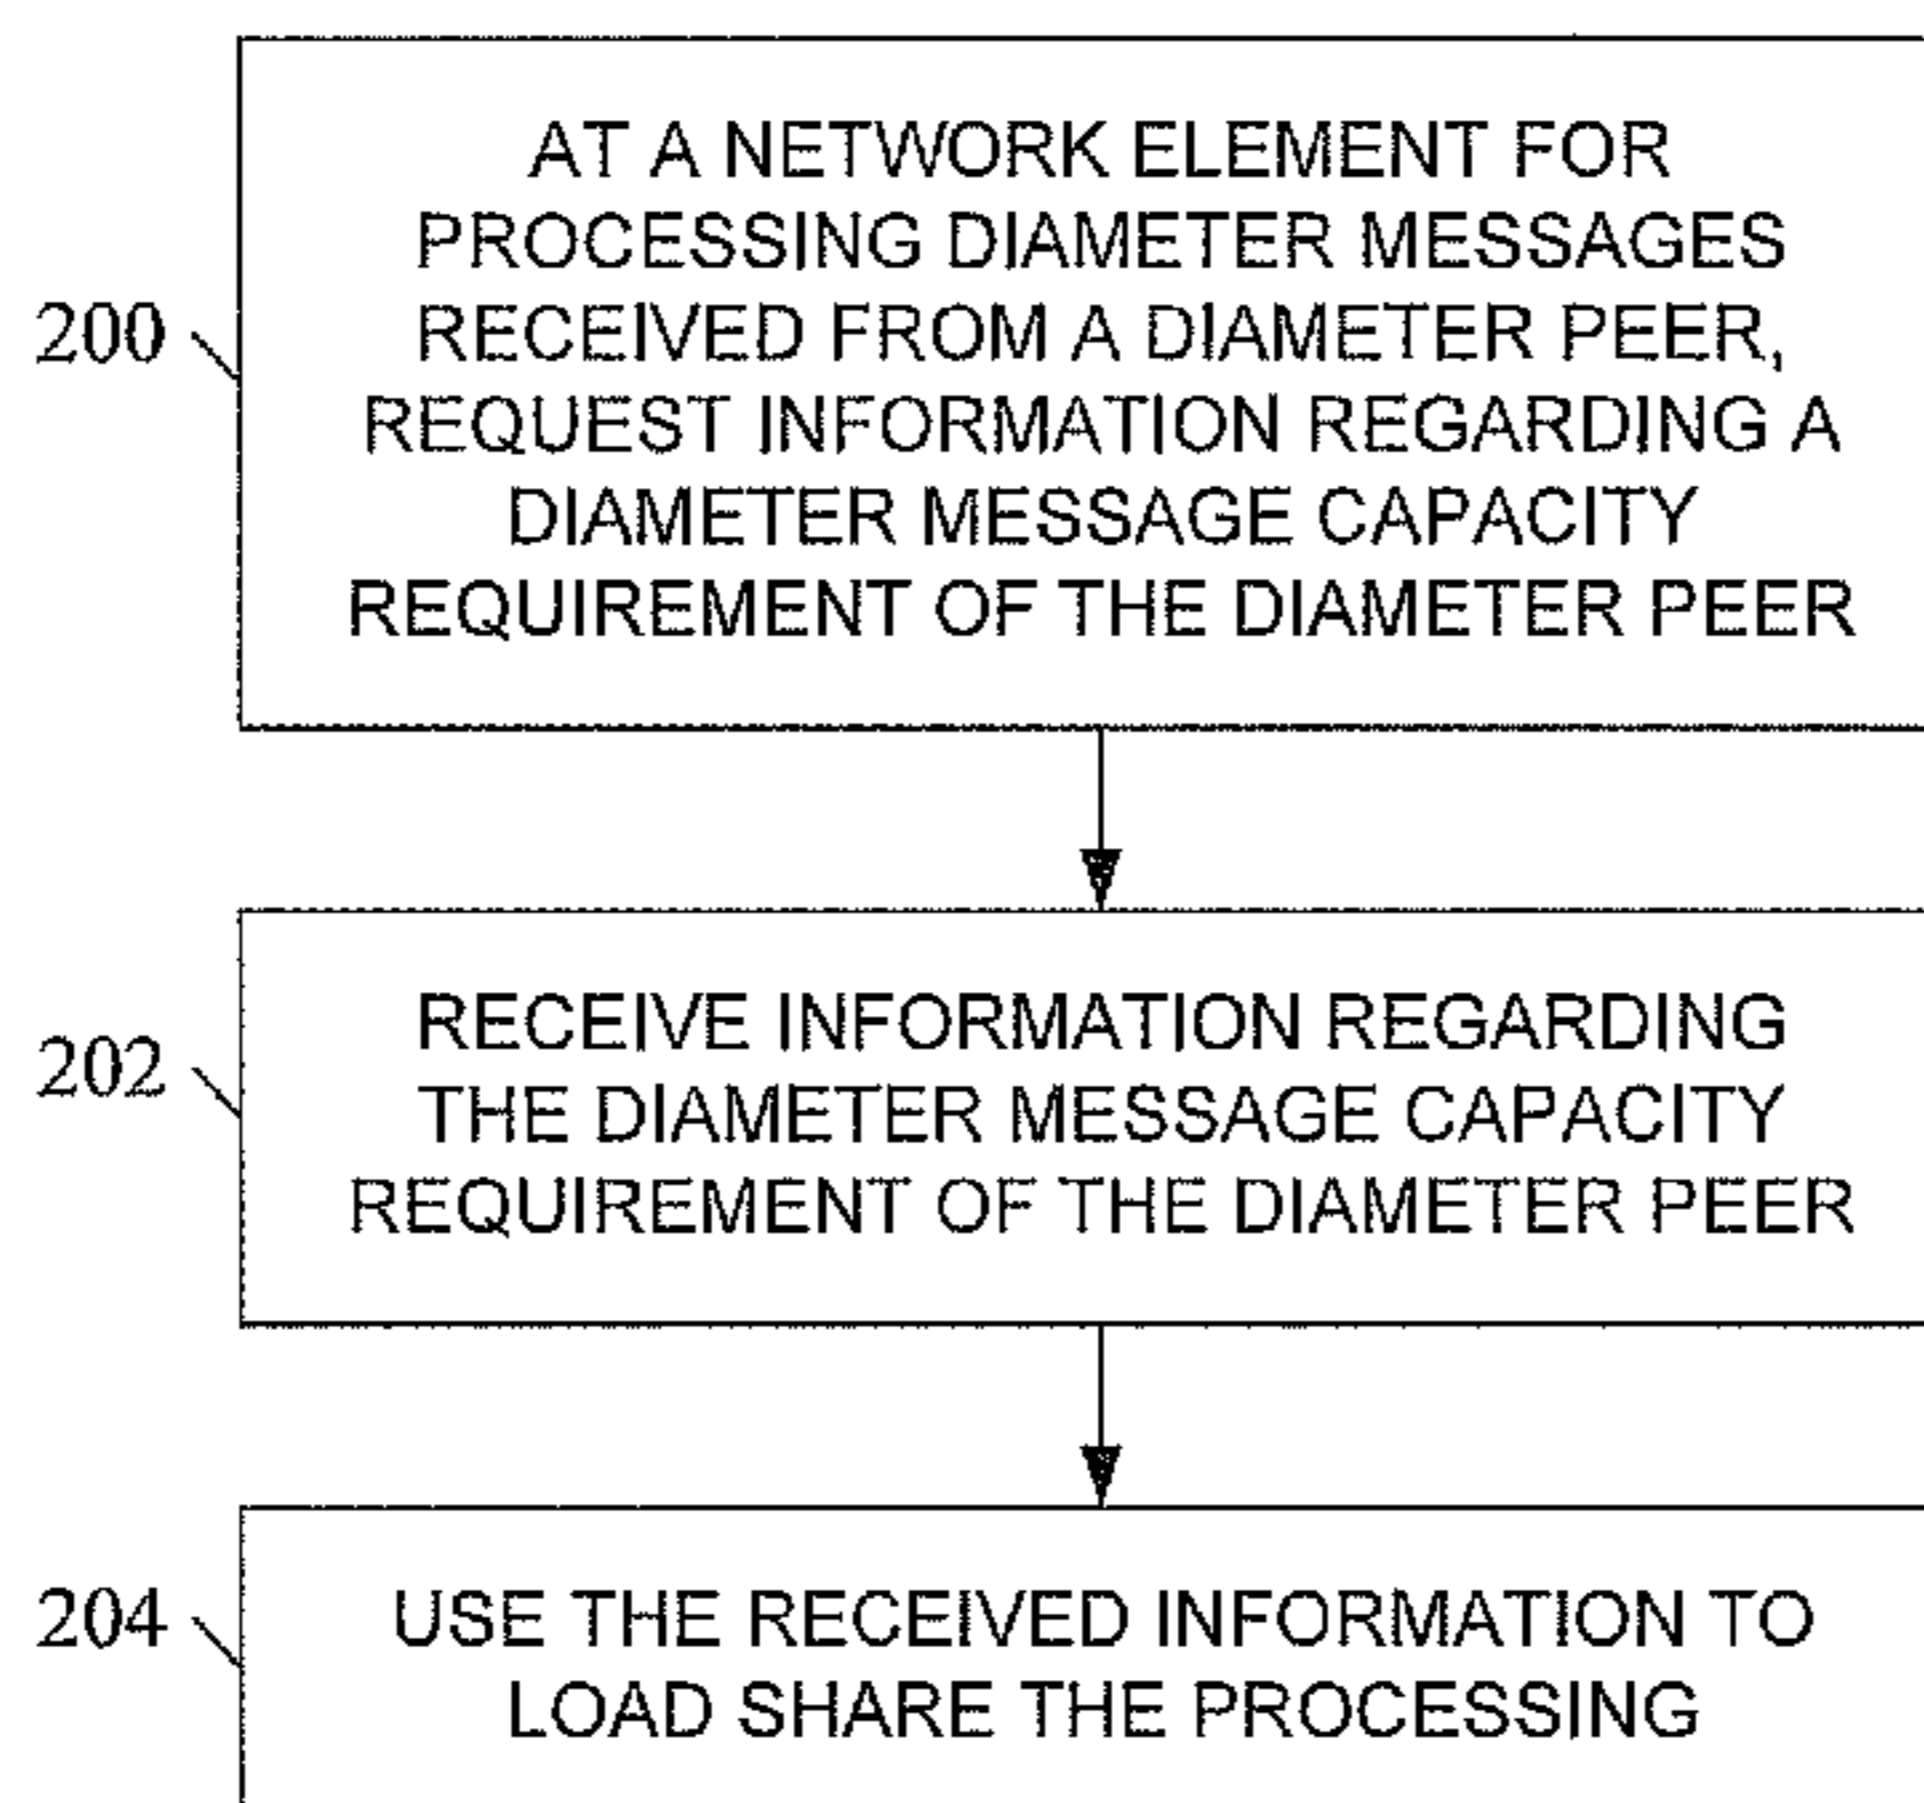 AT A NETWORK ELEMENT FOR
PROCESSING DIAMETER MESSAGES
200
RECEIVED FROM A DIAMETER PEER,
REQUEST INFORMATION REGARDING A
DIAMETER MESSAGE CAPACITY
REQUIREMENT OF THE DIAMETER PEER
RECEIVE INFORMATION REGARDING
202
THE DIAMETER MESSAGE CAPACITY
REQUIREMENT OF THE DIAMETER PEER
204
USE THE RECEIVED INFORMATION TO
LOAD SHARE THE PROCESSING